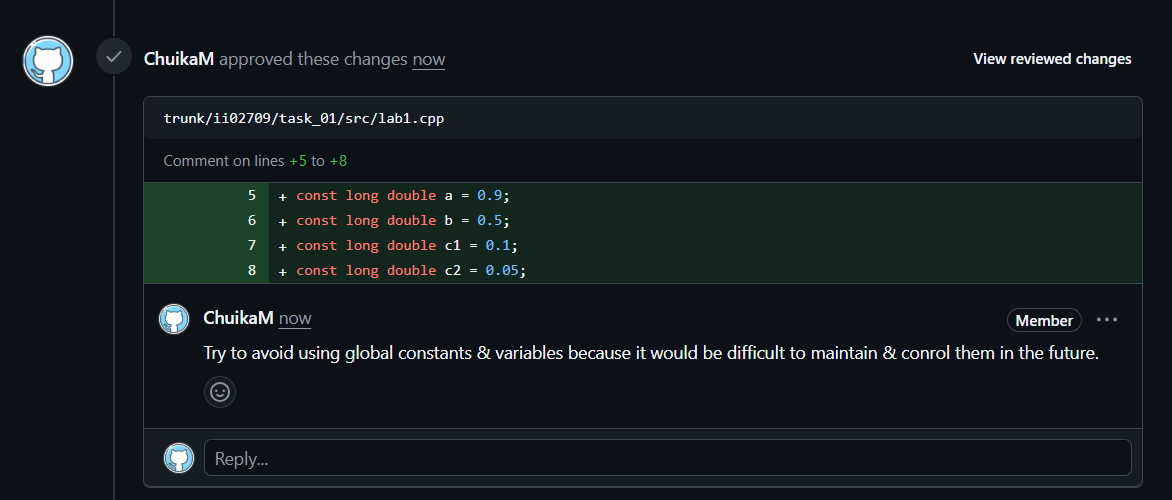 ChuikaM approved these changes now
View reviewed changes
trunk/ii02709/task_01/src/lab1.cpp
Comment on lines +5 to +8
5 + const long double a = 0.9;
6 + const long double b = 0.5;
7 + const long double c1 = 0.1;
8 + const long double c2 = 0.05;
ChuikaM now
Member
Try to avoid using global constants & variables because it would be difficult to maintain & conrol them in the future.
Reply...